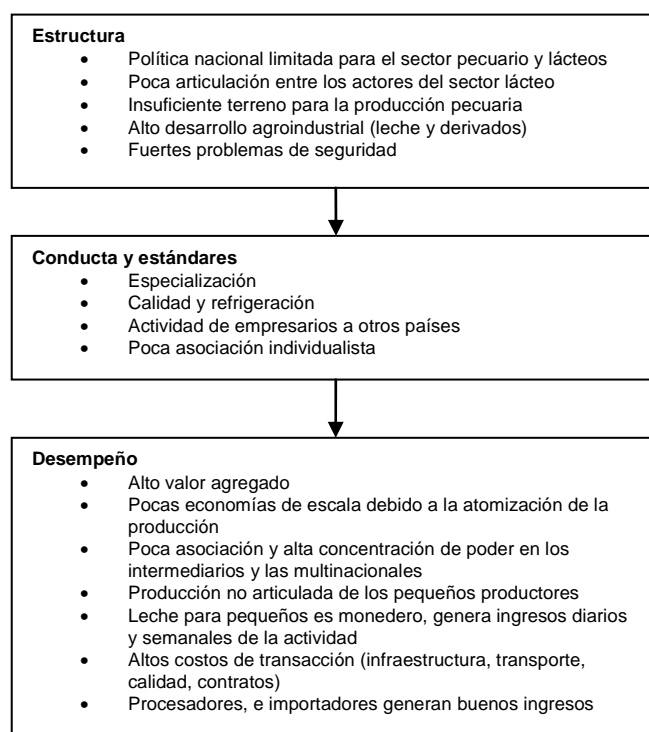 Estructura
• Política nacional limitada para el sector pecuario y lácteos
• Poca articulación entre los actores del sector lácteo
• Insuficiente terreno para la producción pecuaria
• Alto desarrollo agroindustrial (leche y derivados)
• Fuertes problemas de seguridad
Conducta y estándares
• Especialización
• Calidad y refrigeración
• Actividad de empresarios a otros países
• Poca asociación individualista
Desempeño
• Alto valor agregado
• Pocas economías de escala debido a la atomización de la
producción
• Poca asociación y alta concentración de poder en los
intermediarios y las multinacionales
• Producción no articulada de los pequeños productores
• Leche para pequeños es monedero, genera ingresos diarios
y semanales de la actividad
• Altos costos de transacción (infraestructura, transporte,
calidad, contratos)
• Procesadores, e importadores generan buenos ingresos